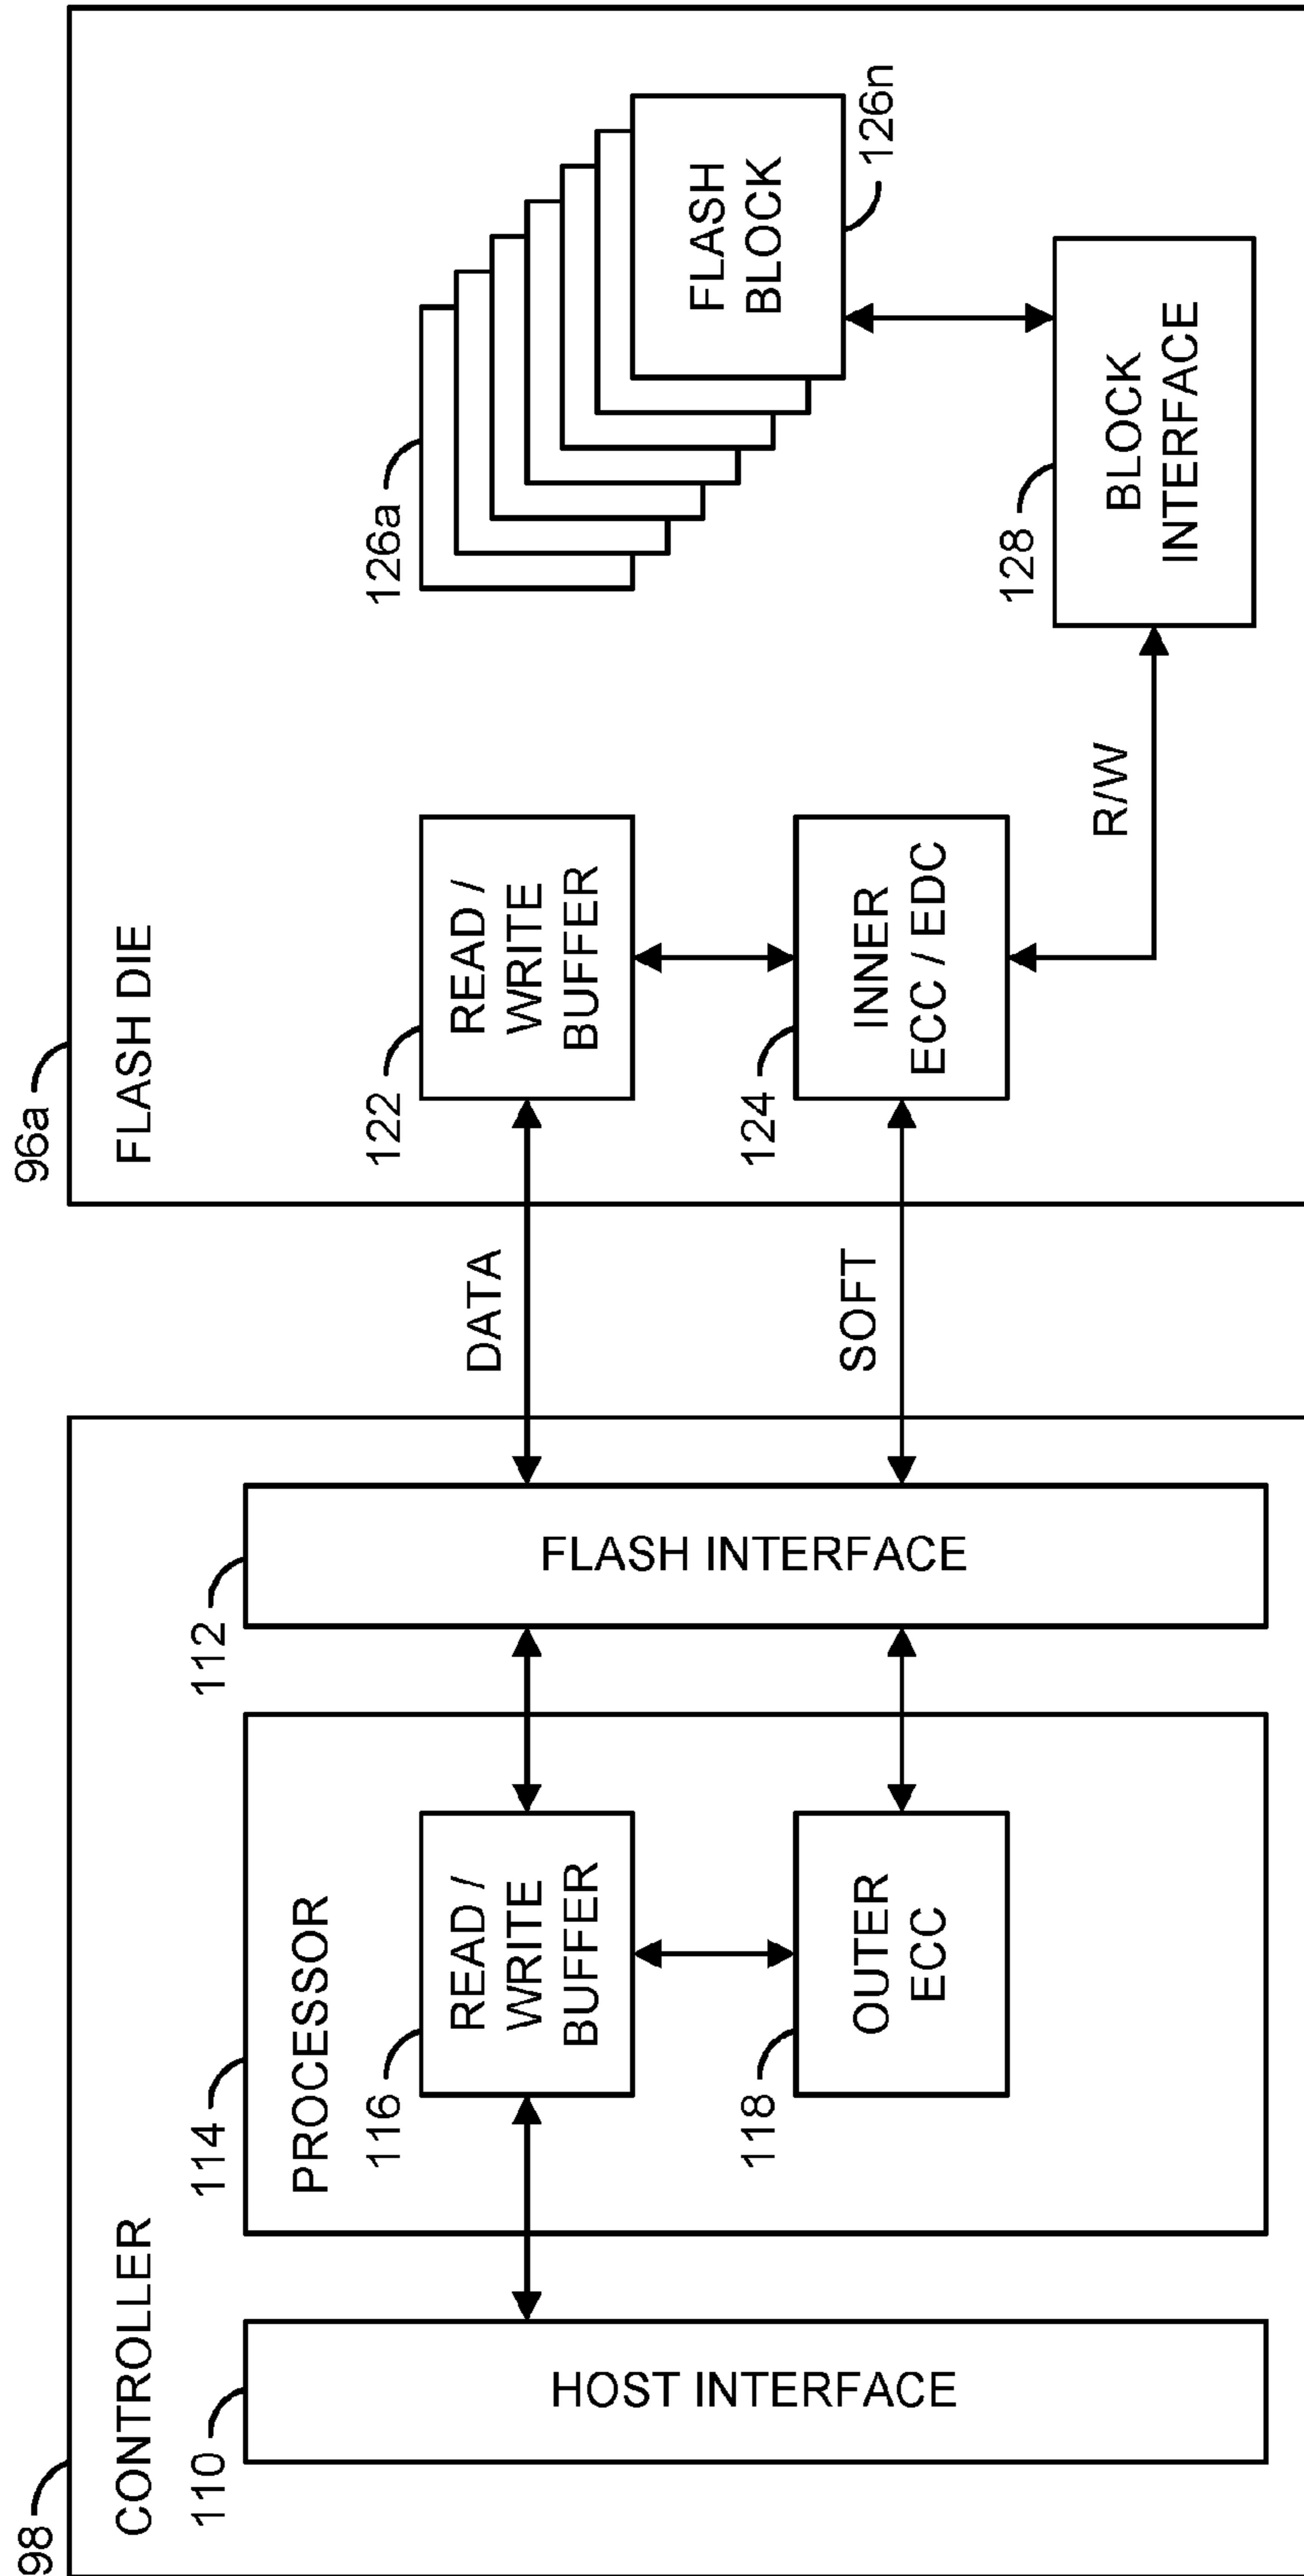 98
CONTROLLER
110
HOST INTERFACE
114
PROCESSOR
116
READ /
WRITE
BUFFER
118
OUTER
ECC
112
FLASH INTERFACE
DATA
SOFT
96a
FLASH DIE
122
READ /
WRITE
BUFFER
124
INNER
ECC / EDC
R/W
126a
FLASH
BLOCK
126n
128
BLOCK
INTERFACE